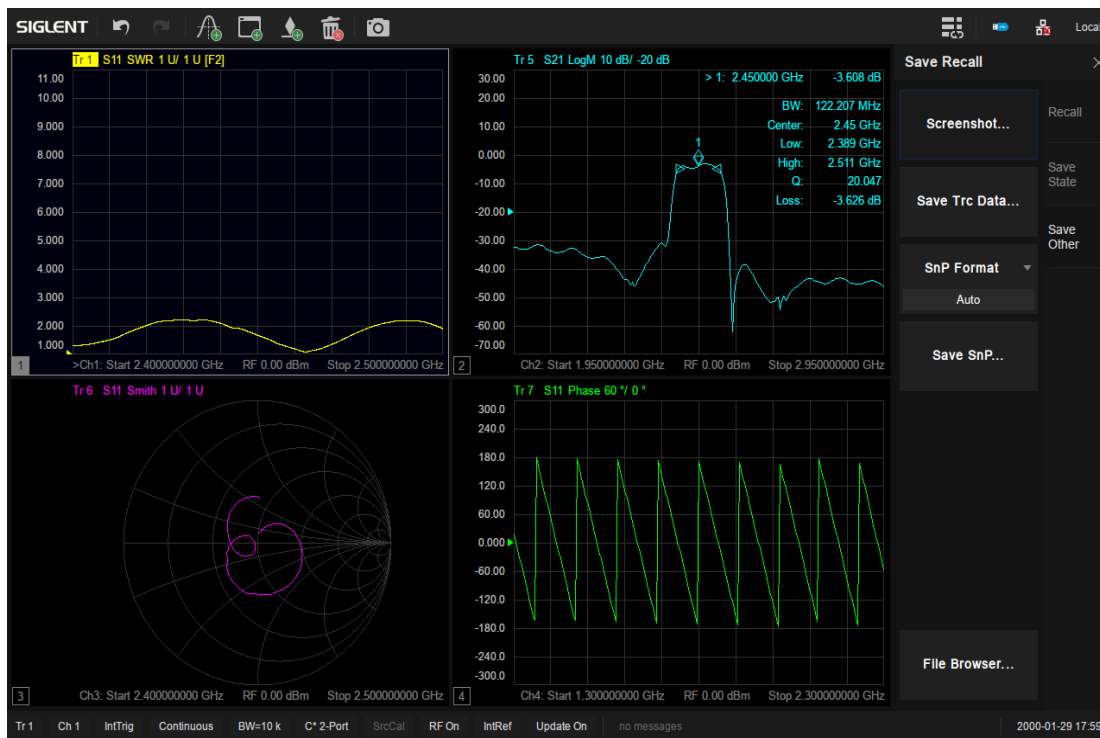 SIGLENT
Local
Tr 1 S11 SWR 1 U/ 1 U [F2]
11.00
10.00
9.000
8.000
7.000
6.000
5.000
4.000
3.000
2.000
1.000
1
>Ch1: Start 2.400000000 GHz RF 0.00 dBm Stop 2.500000000 GHz
Tr 5 S21 LogM 10 dB/ -20 dB
> 1: 2.450000 GHz -3.608 dB
BW: 122.207 MHz
Center: 2.45 GHz
Low: 2.389 GHz
High: 2.511 GHz
Q: 20.047
Loss: -3.626 dB
1
30.00
20.00
10.00
0.000
-10.00
-20.00
-30.00
-40.00
-50.00
-60.00
-70.00
2
Ch2: Start 1.950000000 GHz RF 0.00 dBm Stop 2.950000000 GHz
Tr 6 S11 Smith 1 U/ 1 U
3
Ch3: Start 2.400000000 GHz RF 0.00 dBm Stop 2.500000000 GHz
Tr 7 S11 Phase 60 °/ 0 °
300.0
240.0
180.0
120.0
60.00
0.000
-60.00
-120.0
-180.0
-240.0
-300.0
4
Ch4: Start 1.300000000 GHz RF 0.00 dBm Stop 2.300000000 GHz
Save Recall
Screenshot...
Save Trc Data...
SnP Format
Auto
Save SnP...
File Browser...
Recall
Save
State
Save
Other
Tr 1 Ch 1 IntTrig Continuous BW=10 k C* 2-Port SrcCal RF On IntRef Update On no messages 2000-01-29 17:59